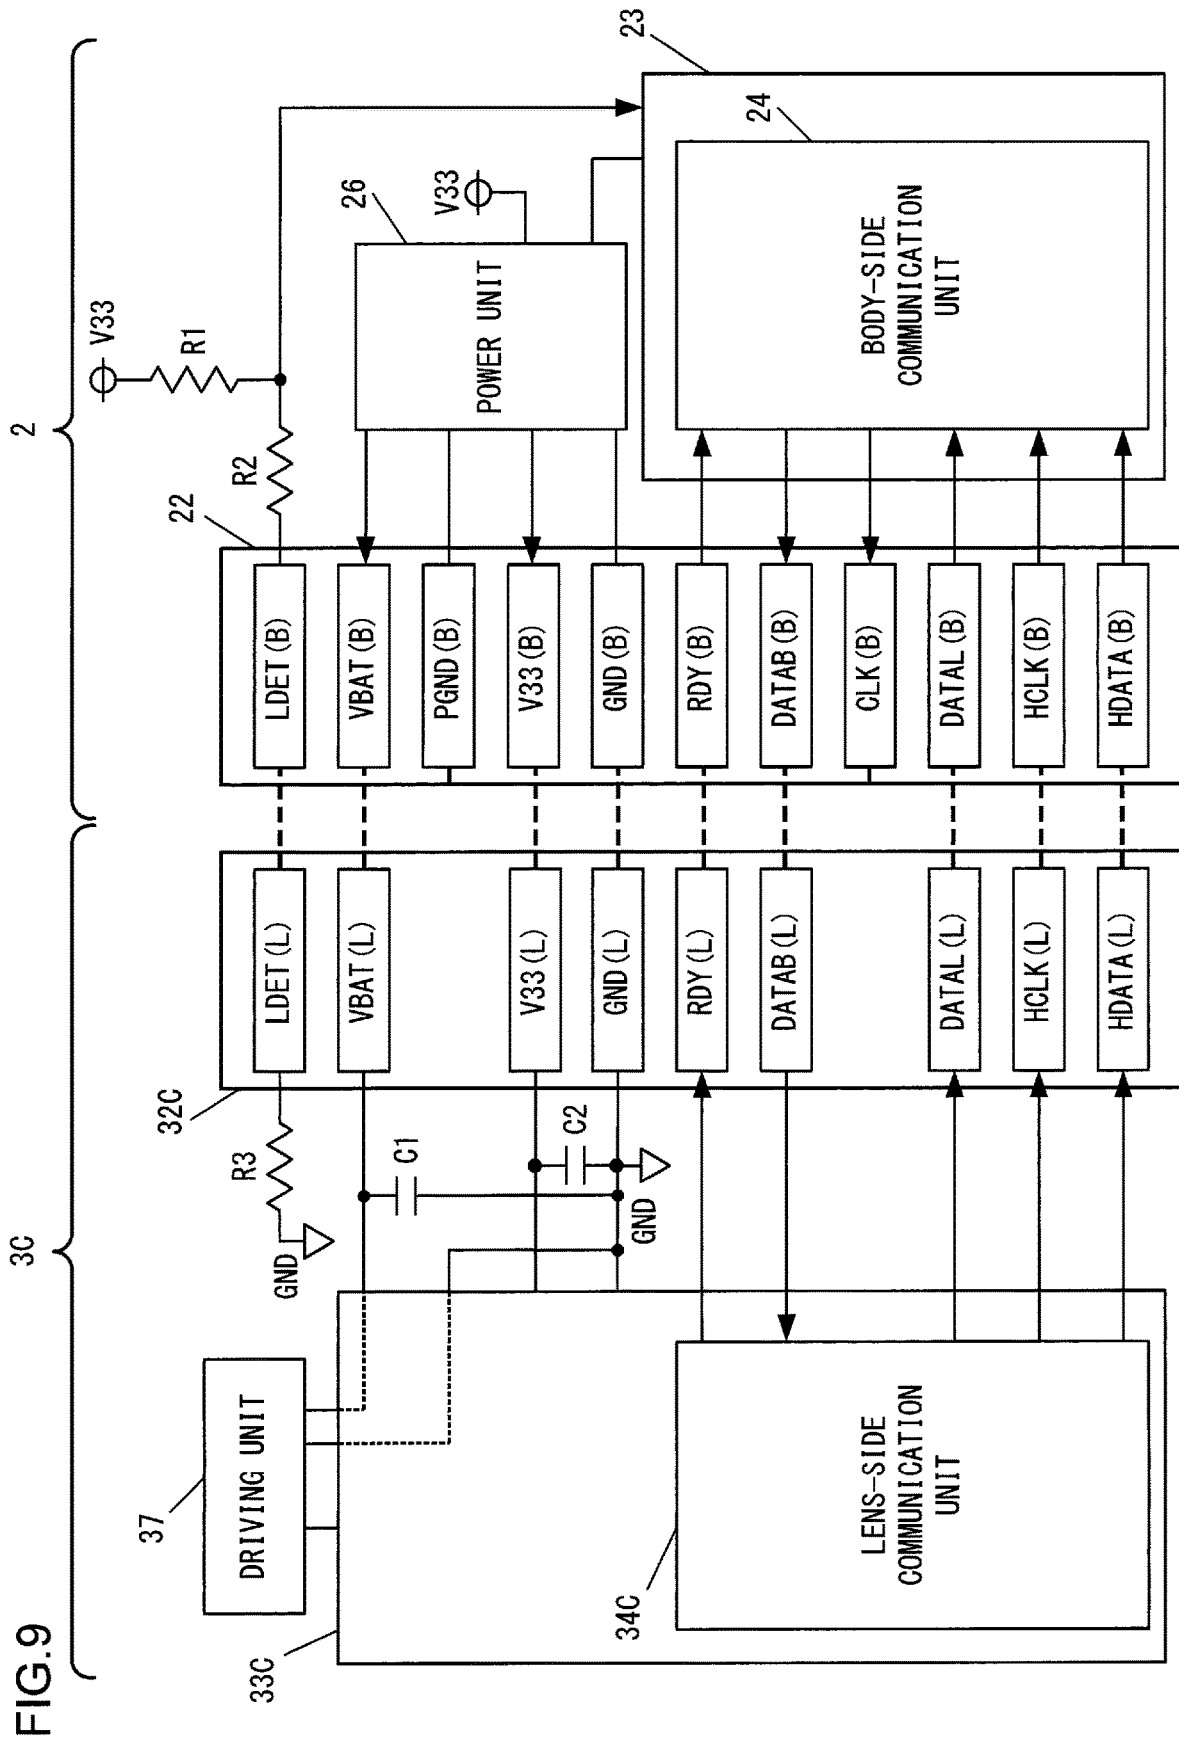 FIG.9
3C
2
37
DRIVING UNIT
33C
34C
LENS-SIDE
COMMUNICATION
UNIT
GND
R3
C1
C2
GND
32C
LDET(L)
VBAT(L)
V33(L)
GND(L)
RDY(L)
DATAB(L)
DATAL(L)
HCLK(L)
HDATA(L)
22
LDET(B)
VBAT(B)
PGND(B)
V33(B)
GND(B)
RDY(B)
DATAB(B)
CLK(B)
DATAL(B)
HCLK(B)
HDATA(B)
R2
R1
V33
26
POWER UNIT
V33
23
24
BODY-SIDE
COMMUNICATION
UNIT